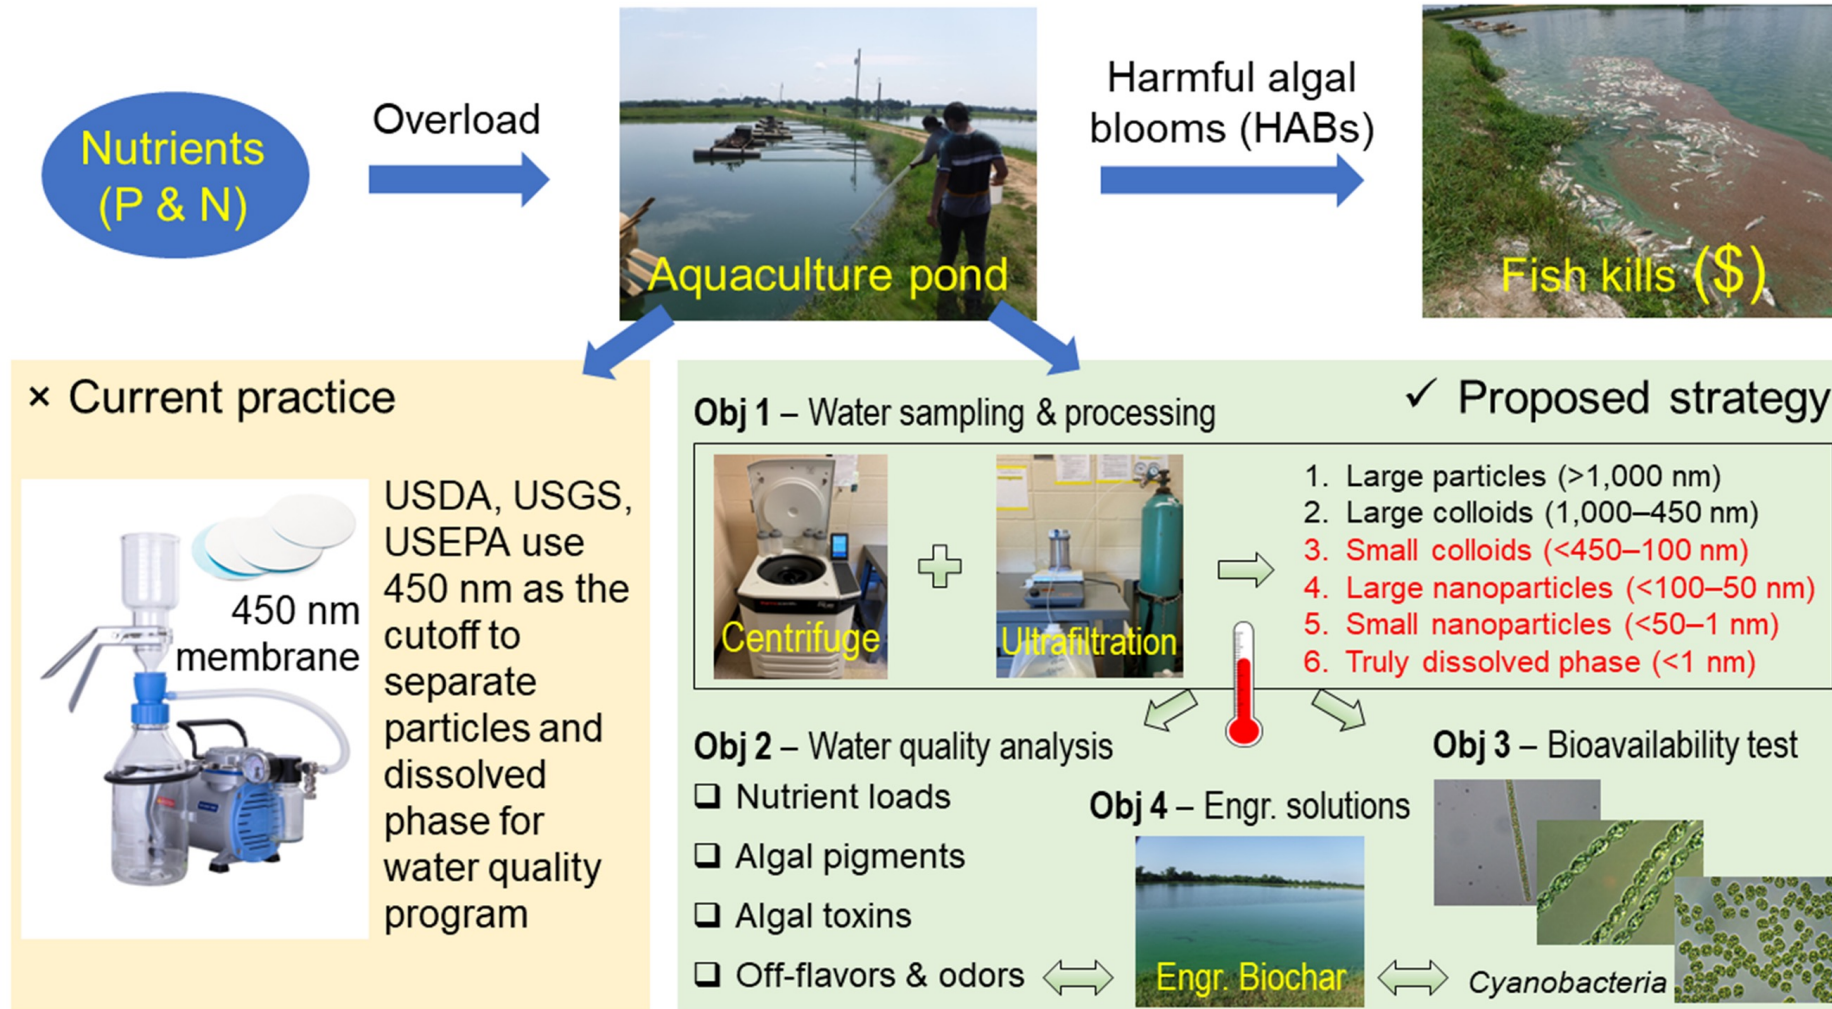 Nutrients
(P & N)
Overload
Aquaculture pond
Harmful algal
blooms (HABs)
Fish kills ($)
× Current practice
450 nm
membrane
USDA, USGS,
USEPA use
450 nm as the
cutoff to
separate
particles and
dissolved
phase for
water quality
program
✓ Proposed strategy
Obj 1 – Water sampling & processing
Centrifuge
Ultrafiltration
1. Large particles (>1,000 nm)
2. Large colloids (1,000–450 nm)
3. Small colloids (<450–100 nm)
4. Large nanoparticles (<100–50 nm)
5. Small nanoparticles (<50–1 nm)
6. Truly dissolved phase (<1 nm)
Obj 2 – Water quality analysis
❑ Nutrient loads
❑ Algal pigments
❑ Algal toxins
❑ Off-flavors & odors
Obj 4 – Engr. solutions
Engr. Biochar
Obj 3 – Bioavailability test
Cyanobacteria